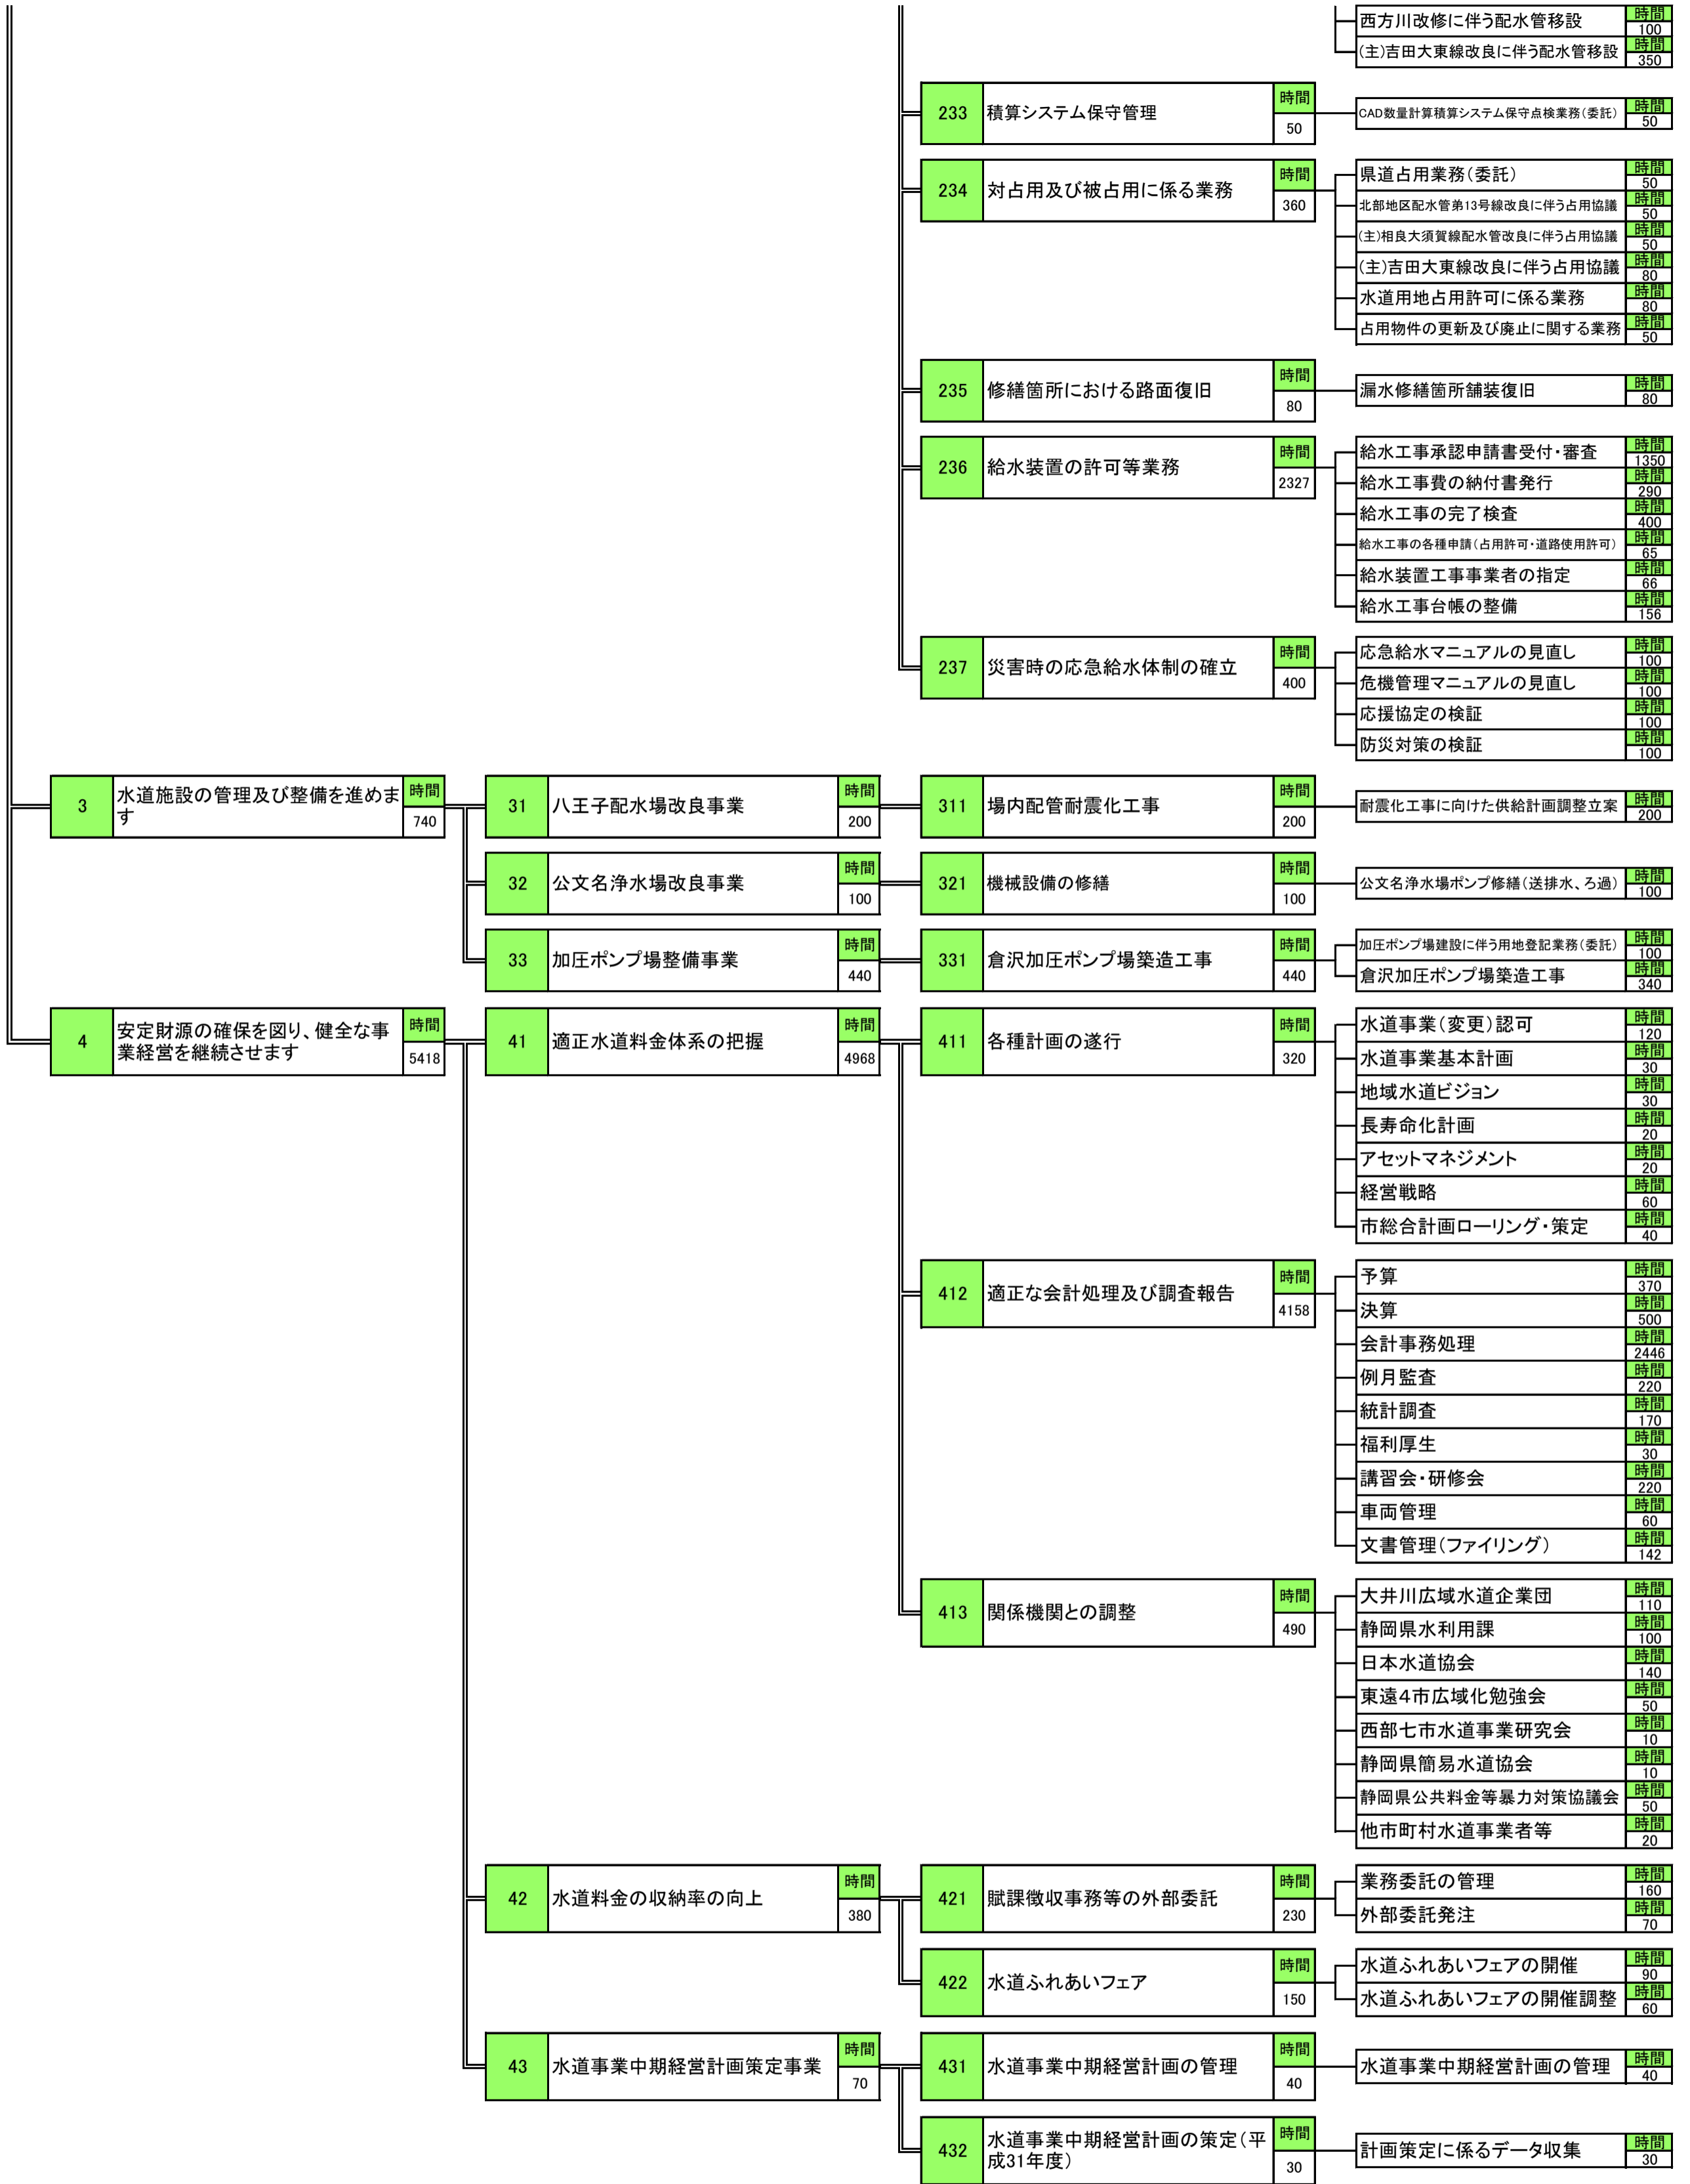 西方川改修に伴う配水管移設
時間
100
(主)吉田大東線改良に伴う配水管移設
時間
350
233
積算システム保守管理
時間
50
CAD数量計算積算システム保守点検業務(委託)
時間
50
234
対占用及び被占用に係る業務
時間
360
県道占用業務(委託)
時間
50
北部地区配水管第13号線改良に伴う占用協議
時間
50
(主)相良大須賀線配水管改良に伴う占用協議
時間
50
(主)吉田大東線改良に伴う占用協議
時間
80
水道用地占用許可に係る業務
時間
80
占用物件の更新及び廃止に関する業務
時間
50
235
修繕箇所における路面復旧
時間
80
漏水修繕箇所舗装復旧
時間
80
236
給水装置の許可等業務
時間
2327
給水工事承認申請書受付・審査
時間
1350
給水工事費の納付書発行
時間
290
給水工事の完了検査
時間
400
給水工事の各種申請(占用許可・道路使用許可)
時間
65
給水装置工事事業者の指定
時間
66
給水工事台帳の整備
時間
156
237
災害時の応急給水体制の確立
時間
400
応急給水マニュアルの見直し
時間
100
危機管理マニュアルの見直し
時間
100
応援協定の検証
時間
100
防災対策の検証
時間
100
3
水道施設の管理及び整備を進めま
す
時間
740
31
八王子配水場改良事業
時間
200
311
場内配管耐震化工事
時間
200
耐震化工事に向けた供給計画調整立案
時間
200
32
公文名浄水場改良事業
時間
100
321
機械設備の修繕
時間
100
公文名浄水場ポンプ修繕(送排水、ろ過)
時間
100
33
加圧ポンプ場整備事業
時間
440
331
倉沢加圧ポンプ場築造工事
時間
440
加圧ポンプ場建設に伴う用地登記業務(委託)
時間
100
倉沢加圧ポンプ場築造工事
時間
340
4
安定財源の確保を図り、健全な事
業経営を継続させます
時間
5418
41
適正水道料金体系の把握
時間
4968
411
各種計画の遂行
時間
320
水道事業(変更)認可
時間
120
水道事業基本計画
時間
30
地域水道ビジョン
時間
30
長寿命化計画
時間
20
アセットマネジメント
時間
20
経営戦略
時間
60
市総合計画ローリング・策定
時間
40
412
適正な会計処理及び調査報告
時間
4158
予算
時間
370
決算
時間
500
会計事務処理
時間
2446
例月監査
時間
220
統計調査
時間
170
福利厚生
時間
30
講習会・研修会
時間
220
車両管理
時間
60
文書管理(ファイリング)
時間
142
413
関係機関との調整
時間
490
大井川広域水道企業団
時間
110
静岡県水利用課
時間
100
日本水道協会
時間
140
東遠4市広域化勉強会
時間
50
西部七市水道事業研究会
時間
10
静岡県簡易水道協会
時間
10
静岡県公共料金等暴力対策協議会
時間
50
他市町村水道事業者等
時間
20
42
水道料金の収納率の向上
時間
380
421
賦課徴収事務等の外部委託
時間
230
業務委託の管理
時間
160
外部委託発注
時間
70
422
水道ふれあいフェア
時間
150
水道ふれあいフェアの開催
時間
90
水道ふれあいフェアの開催調整
時間
60
43
水道事業中期経営計画策定事業
時間
70
431
水道事業中期経営計画の管理
時間
40
水道事業中期経営計画の管理
時間
40
432
水道事業中期経営計画の策定(平
成31年度)
時間
30
計画策定に係るデータ収集
時間
30